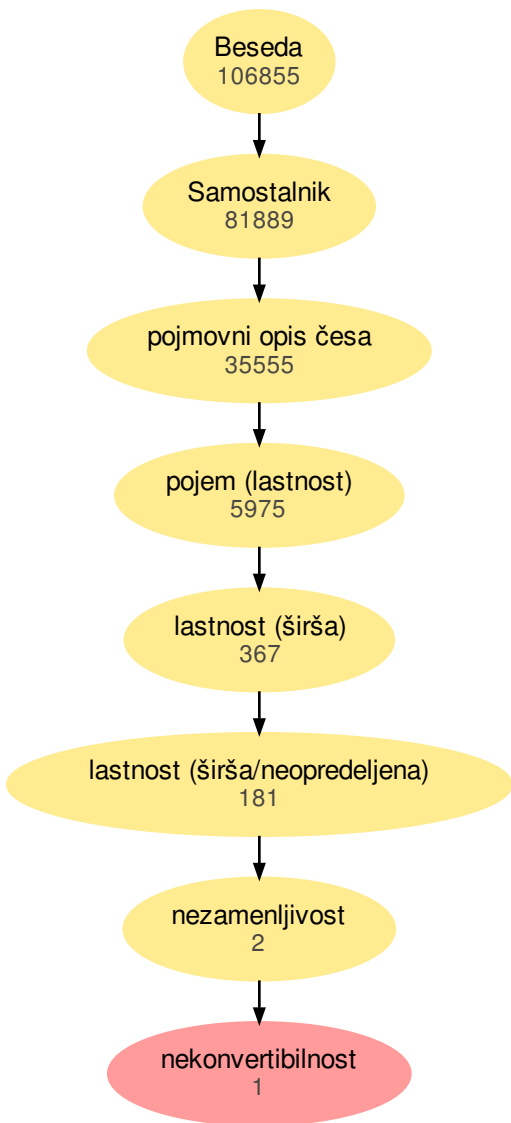 Beseda
106855
Samostalnik
81889
pojmovni opis česa
35555
pojem (lastnost)
5975
lastnost (širša)
367
lastnost (širša/neopredeljena)
181
nezamenljivost
2
nekonvertibilnost
1